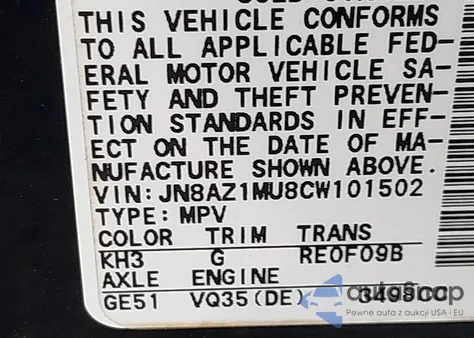 THIS VEHICLE CONFORMS
TO ALL APPLICABLE FED-
ERAL MOTOR VEHICLE SA-
FETY AND THEFT PREVEN-
TION STANDARDS IN EFF-
ECT ON THE DATE OF MA-
NUFACTURE SHOWN ABOVE.
VIN:JN8AZ1MU8CW101502
TYPE:MPV
COLOR TRIM TRANS
KH3 G RE0F09B
AXLE ENGINE
GE51 VQ35(DE) 3498CC
autafinap
Pewne auta z aukcji USA i EU